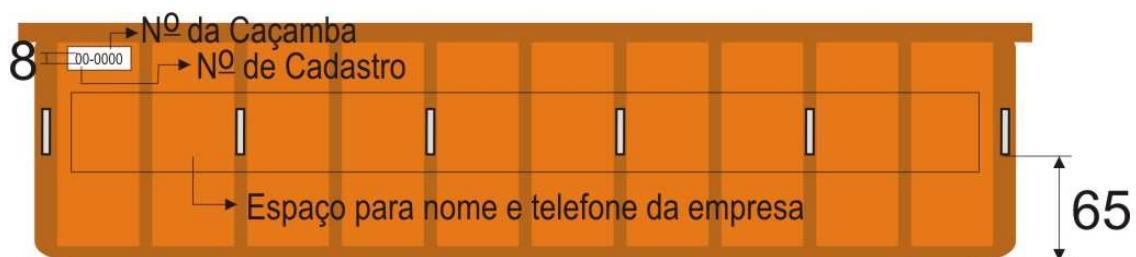 Nº da Caçamba
8
00-0000
Nº de Cadastro
Espaço para nome e telefone da empresa
65